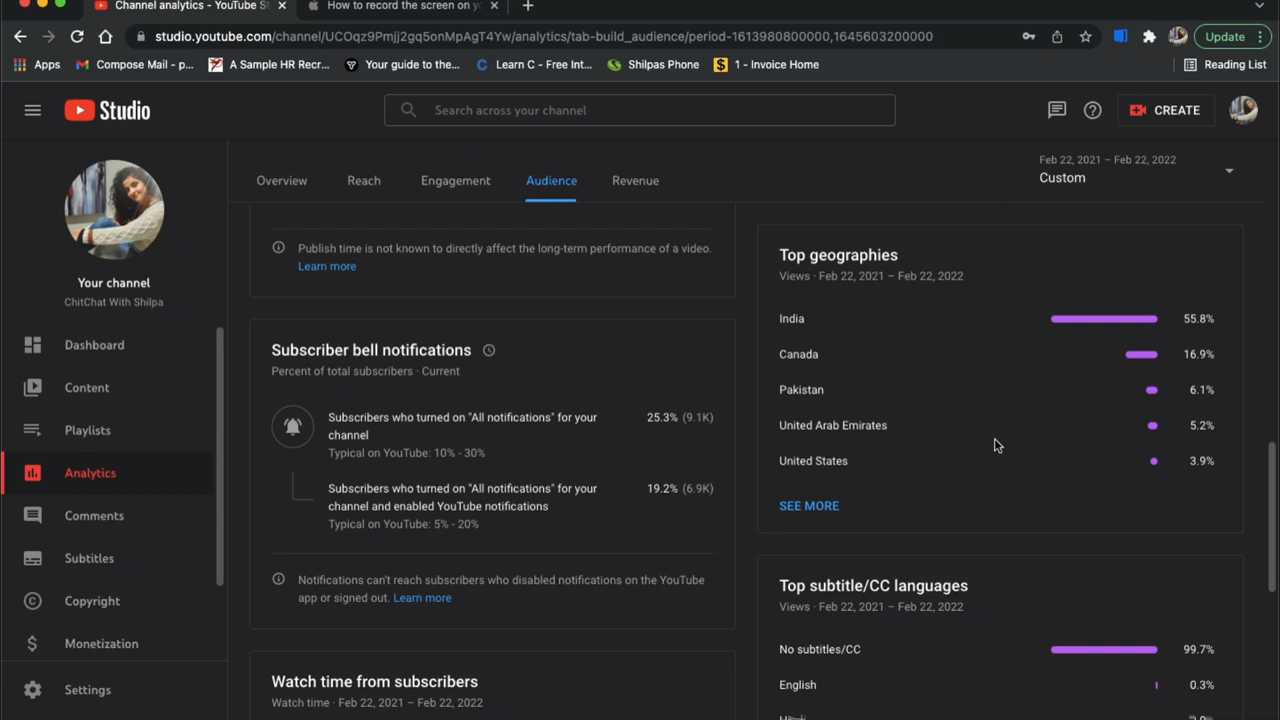 Channel analytics - YouTube S
How to record the screen on y
studio.youtube.com/channel/UCOqz9Pmjj2gq5onMpAgT4Yw/analytics/tab-build_audience/period-1613980800000,1645603200000
Update
Apps
Compose Mail - p...
A Sample HR Recr...
Your guide to the...
Learn C - Free Int...
Shilpas Phone
1 - Invoice Home
Reading List
Studio
Search across your channel
CREATE
Your channel
ChitChat With Shilpa
Dashboard
Content
Playlists
Analytics
Comments
Subtitles
Copyright
Monetization
Settings
Overview
Reach
Engagement
Audience
Revenue
Feb 22, 2021 – Feb 22, 2022
Custom
Publish time is not known to directly affect the long-term performance of a video.
Learn more
Subscriber bell notifications
Percent of total subscribers · Current
Subscribers who turned on "All notifications" for your
channel
Typical on YouTube: 10% - 30%
25.3% (9.1K)
Subscribers who turned on "All notifications" for your
channel and enabled YouTube notifications
Typical on YouTube: 5% - 20%
19.2% (6.9K)
Notifications can't reach subscribers who disabled notifications on the YouTube
app or signed out. Learn more
Watch time from subscribers
Watch time · Feb 22, 2021 – Feb 22, 2022
Top geographies
Views · Feb 22, 2021 – Feb 22, 2022
India 55.8%
Canada 16.9%
Pakistan 6.1%
United Arab Emirates 5.2%
United States 3.9%
SEE MORE
Top subtitle/CC languages
Views · Feb 22, 2021 – Feb 22, 2022
No subtitles/CC 99.7%
English 0.3%